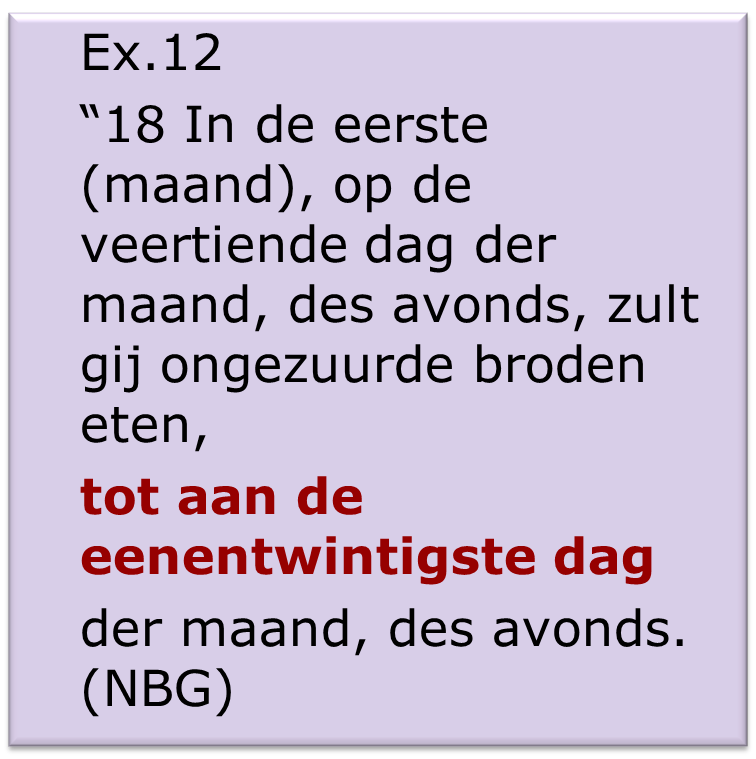 Ex.12
“18 In de eerste
(maand), op de
veertiende dag der
maand, des avonds, zult
gij ongezuurde broden
eten,
tot aan de
eenentwintigste dag
der maand, des avonds.
(NBG)